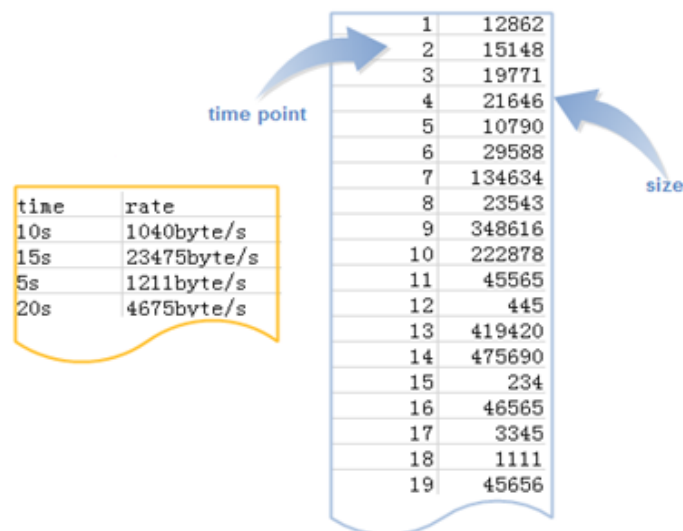 time point
1 12862
2 15148
3 19771
4 21646
5 10790
6 29588
7 134634
8 23543
9 348616
10 222878
11 45565
12 445
13 419420
14 475690
15 234
16 46565
17 3345
18 1111
19 45656
size
time rate
10s 1040byte/s
15s 23475byte/s
5s 1211byte/s
20s 4675byte/s